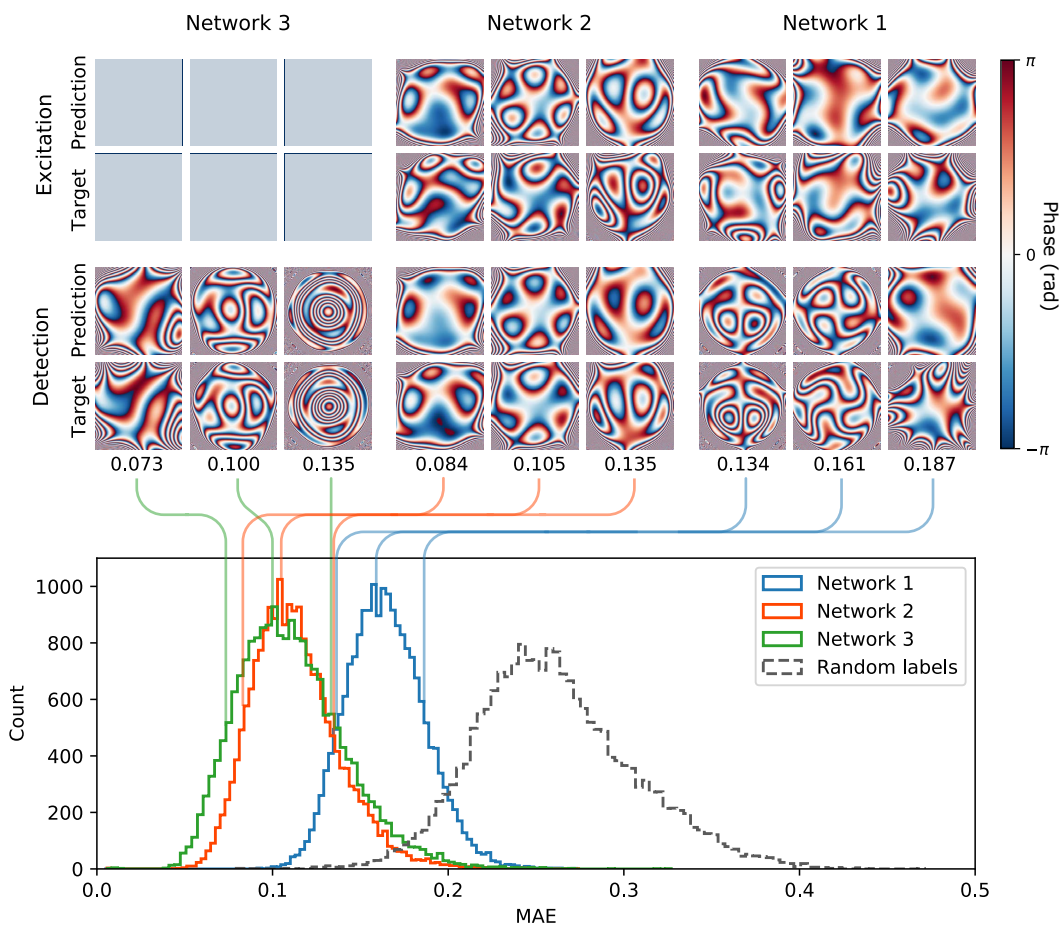 Network 3 Network 2 Network 1
Excitation
Prediction
Target
Detection
Prediction
Target
π
0
−π
Phase (rad)
0.073 0.100 0.135 0.084 0.105 0.135 0.134 0.161 0.187
1000
800
600
400
200
0
Count
Network 1
Network 2
Network 3
Random labels
0.0 0.1 0.2 0.3 0.4 0.5
MAE